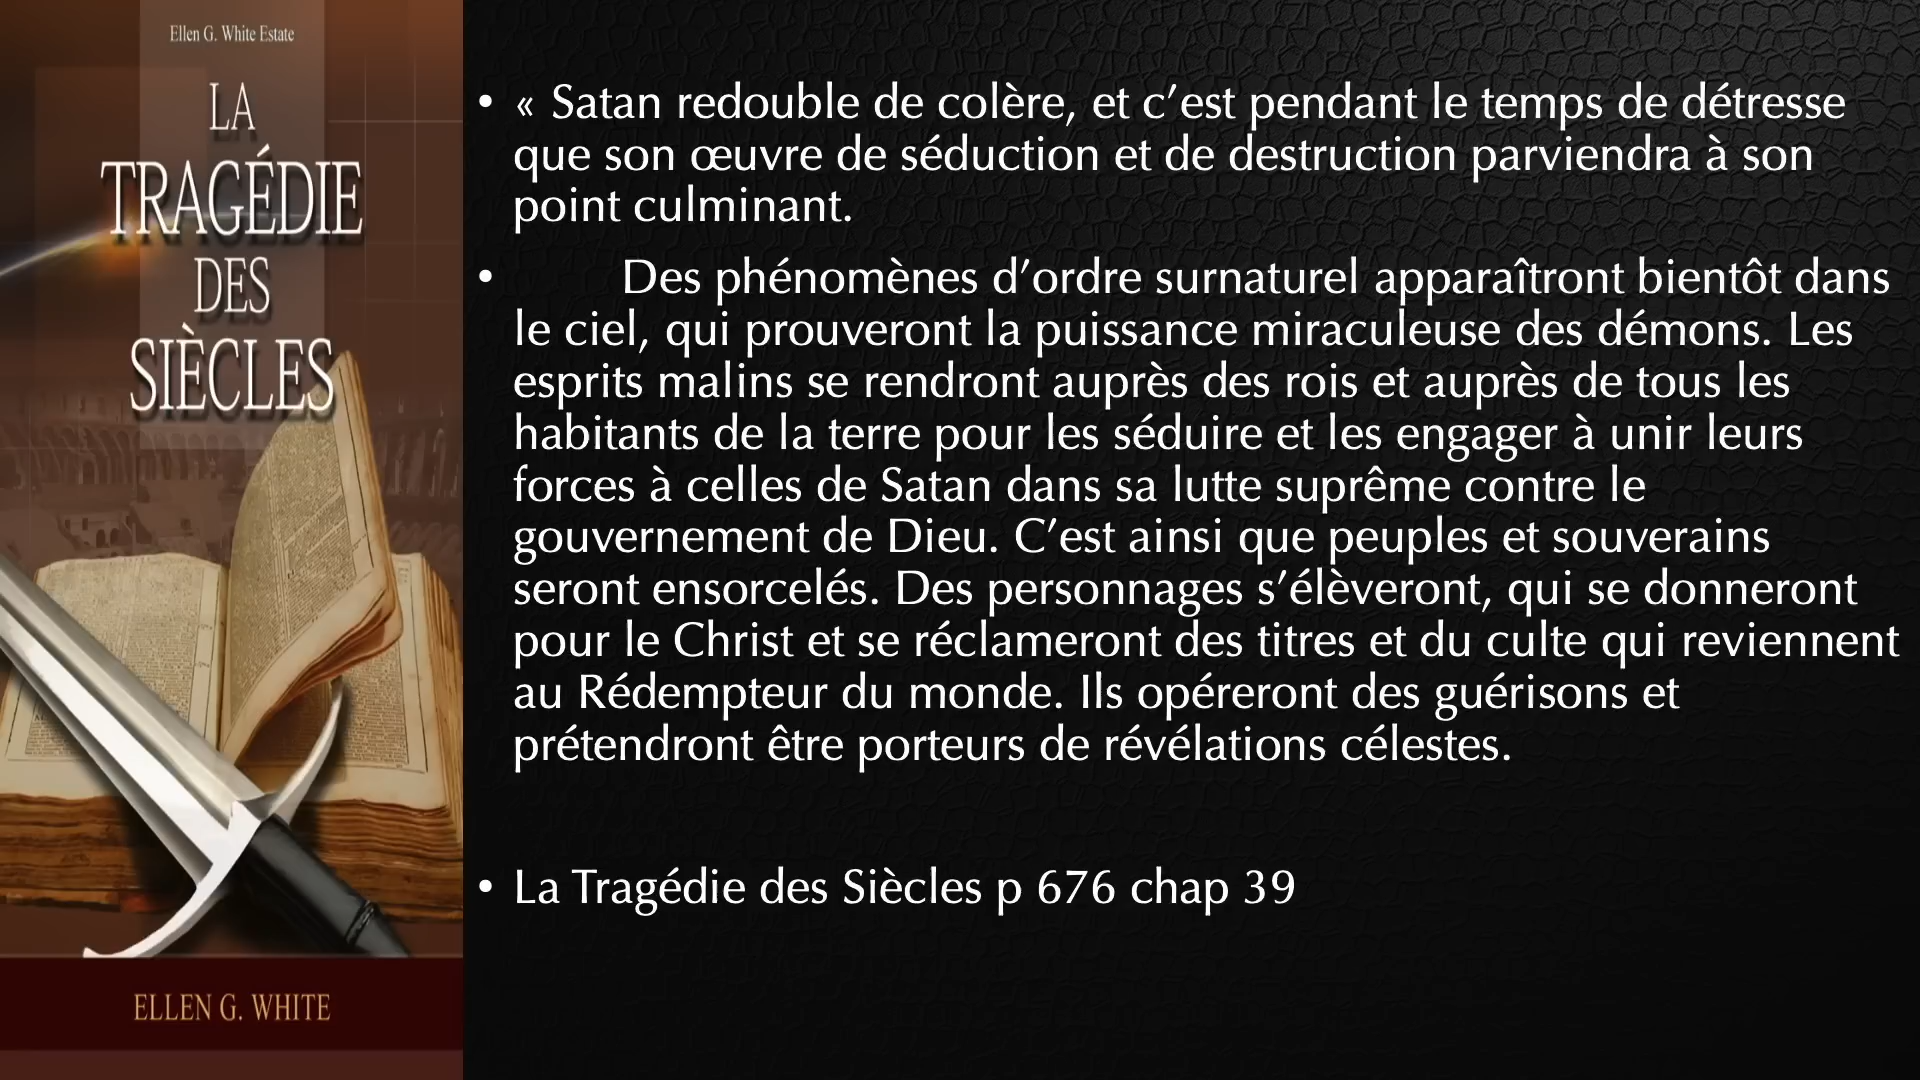 Ellen G. White Estate
LA
TRAGÉDIE
DES
SIÈCLES
ELLEN G. WHITE
• « Satan redouble de colère, et c’est pendant le temps de détresse
que son œuvre de séduction et de destruction parviendra à son
point culminant.
• Des phénomènes d’ordre surnaturel apparaîtront bientôt dans
le ciel, qui prouveront la puissance miraculeuse des démons. Les
esprits malins se rendront auprès des rois et auprès de tous les
habitants de la terre pour les séduire et les engager à unir leurs
forces à celles de Satan dans sa lutte suprême contre le
gouvernement de Dieu. C’est ainsi que peuples et souverains
seront ensorcelés. Des personnages s’élèveront, qui se donneront
pour le Christ et se réclameront des titres et du culte qui reviennent
au Rédempteur du monde. Ils opéreront des guérisons et
prétendront être porteurs de révélations célestes.
• La Tragédie des Siècles p 676 chap 39